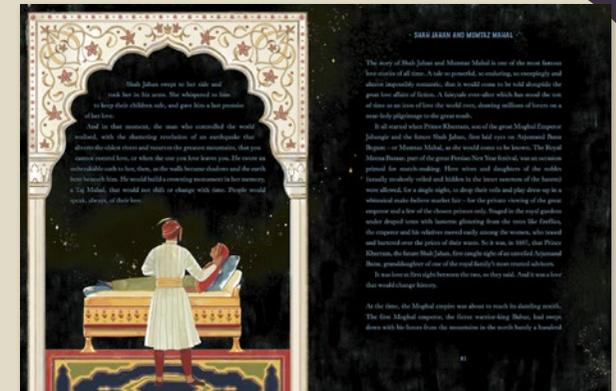 Shah Jahan swept to her side and
took her in his arms. She whispered to him
to keep their children safe, and gave him a last promise
of her love.
And in that moment, the man who controlled the world
realised, with the shattering revelation of an earthquake that
diverts the oldest rivers and resurrects the greatest mountains, that you
cannot control love, or when the one you love leaves you. He swore an
unbreakable oath to her, then, as the walls became shadows and the earth
bent beneath him. He would build a crowning monument in her memory,
a Taj Mahal, that would not shift or change with time. People would
speak, always, of their love.
SHAH JAHAN AND MUMTAZ MAHAL
The story of Shah Jahan and Mumtaz Mahal is one of the most famous
love stories of all time. A tale so powerful, so enduring, so sweepingly and
almost impossibly romantic, that it would come to be told alongside the
great love affairs of fiction. A fairytale ever-after which has stood the test
of time as an icon of love the world over, drawing millions of lovers on a
near-holy pilgrimage to the great tomb.
It all started when Prince Khurram, son of the great Moghul Emperor
Jehangir and the future Shah Jahan, first laid eyes on Arjumand Banu
Begum – or Mumtaz Mahal, as she would come to be known. The Royal
Meena Bazaar, part of the great Persian New Year festival, was an occasion
primed for match-making. Here wives and daughters of the nobles
(usually modestly veiled and hidden in the inner sanctum of the harem)
were allowed, for a single night, to drop their veils and play dress-up in a
whimsical make-believe market fair – for the private viewing of the great
emperor and a few of the chosen princes only. Staged in the royal gardens
under draped tents with lanterns glittering from the trees like fireflies,
the emperor and his relatives moved easily among the women, who teased
and bartered over the prices of their wares. So it was, in 1607, that Prince
Khurram, the future Shah Jahan, first caught sight of an unveiled Arjumand
Banu, granddaughter of one of the royal family's most trusted advisors.
It was love at first sight between the two, so they said. And it was a love
that would change history.
At the time, the Moghul empire was about to reach its dazzling zenith.
The first Moghul emperor, the fierce warrior-king Babur, had swept
down with his forces from the mountains in the north barely a hundred